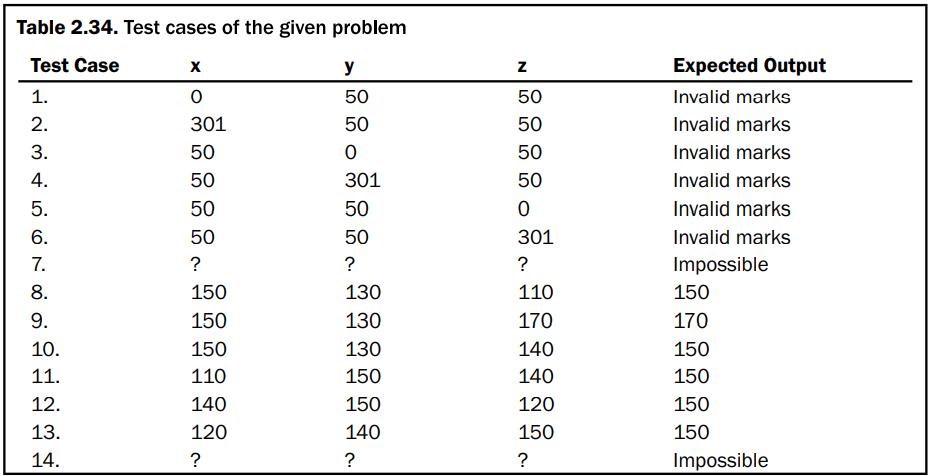 Table 2.34. Test cases of the given problem
Test Case x y z Expected Output
1. 0 50 50 Invalid marks
2. 301 50 50 Invalid marks
3. 50 0 50 Invalid marks
4. 50 301 50 Invalid marks
5. 50 50 0 Invalid marks
6. 50 50 301 Invalid marks
7. ? ? ? Impossible
8. 150 130 110 150
9. 150 130 170 170
10. 150 130 140 150
11. 110 150 140 150
12. 140 150 120 150
13. 120 140 150 150
14. ? ? ? Impossible